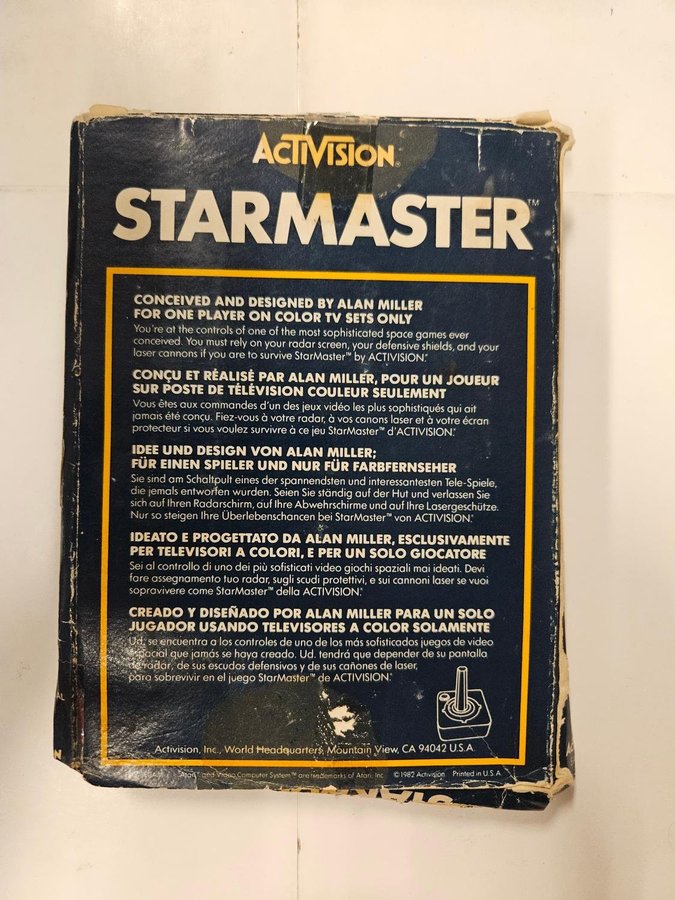 ACTIVISION
STARMASTER™
CONCEIVED AND DESIGNED BY ALAN MILLER
FOR ONE PLAYER ON COLOR TV SETS ONLY
You're at the controls of one of the most sophisticated space games ever
conceived. You must rely on your radar screen, your defensive shields, and your
laser cannons if you are to survive StarMaster™ by ACTIVISION.
CONÇU ET RÉALISÉ PAR ALAN MILLER, POUR UN JOUEUR
SUR POSTE DE TÉLÉVISION COULEUR SEULEMENT
Vous êtes aux commandes d'un des jeux vidéo les plus sophistiqués qui ait
jamais été conçu. Fiez-vous à votre radar, à vos canons laser et à votre écran
protecteur si vous voulez survivre à ce jeu StarMaster™ d'ACTIVISION.
IDEE UND DESIGN VON ALAN MILLER;
FÜR EINEN SPIELER UND NUR FÜR FARBFERNSEHER
Sie sind am Schaltpult eines der spannendsten und interessantesten Tele-Spiele,
die jemals entworfen wurden. Seien Sie ständig auf der Hut und verlassen Sie
sich auf Ihren Radarschirm, auf Ihre Abwehrschirme und auf Ihre Lasergeschütze.
Nur so steigen Ihre Überlebenschancen bei StarMaster™ von ACTIVISION.
IDEATO E PROGETTATO DA ALAN MILLER, ESCLUSIVAMENTE
PER TELEVISORI A COLORI, E PER UN SOLO GIOCATORE
Sei al controllo di uno dei più sofisticati video giochi spaziali mai ideati. Devi
fare assegnamento tuo radar, sugli scudi protettivi, e sui cannoni laser se vuoi
sopravivere come StarMaster™ della ACTIVISION.
CREADO Y DISEÑADO POR ALAN MILLER PARA UN SOLO
JUGADOR USANDO TELEVISORES A COLOR SOLAMENTE
Ud. se encuentra a los controles de uno de los más sofisticados juegos de video
que jamás se haya creado. Ud. tendrá que depender de su pantalla
de radar, de sus escudos defensivos y de sus cañones de laser,
para sobrevivir en el juego StarMaster™ de ACTIVISION.
Activision, Inc., World Headquarters, Mountain View, CA 94042 U.S.A.
Atari® and Video Computer System™ are trademarks of Atari, Inc. ©1982 Activision Printed in U.S.A.